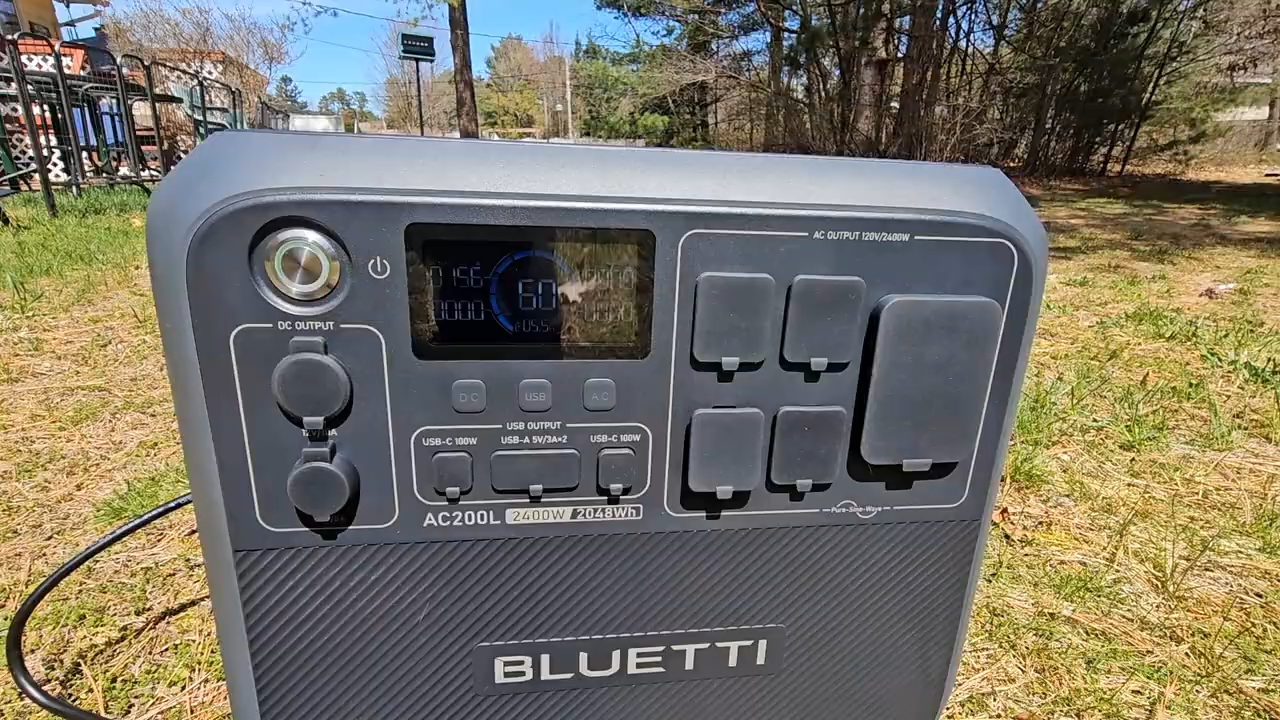 AC OUTPUT 120V/2400W
60
DC OUTPUT
DC
USB
AC
USB OUTPUT
USB-C 100W
USB-A 5V/3A*2
USB-C 100W
AC200L 2400W 2048Wh
Pure-Sine-Wave
BLUETTI